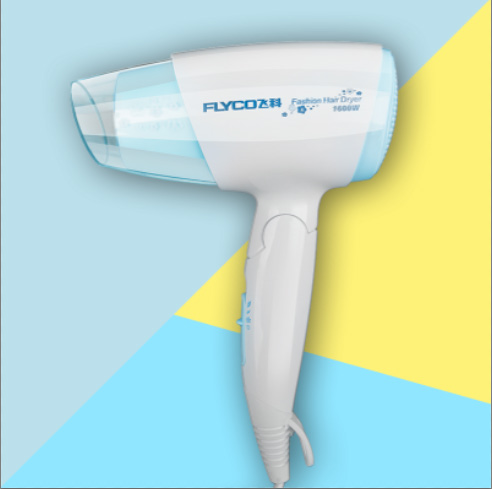 FLYCO飞科
Fashion Hair Dryer
1600W